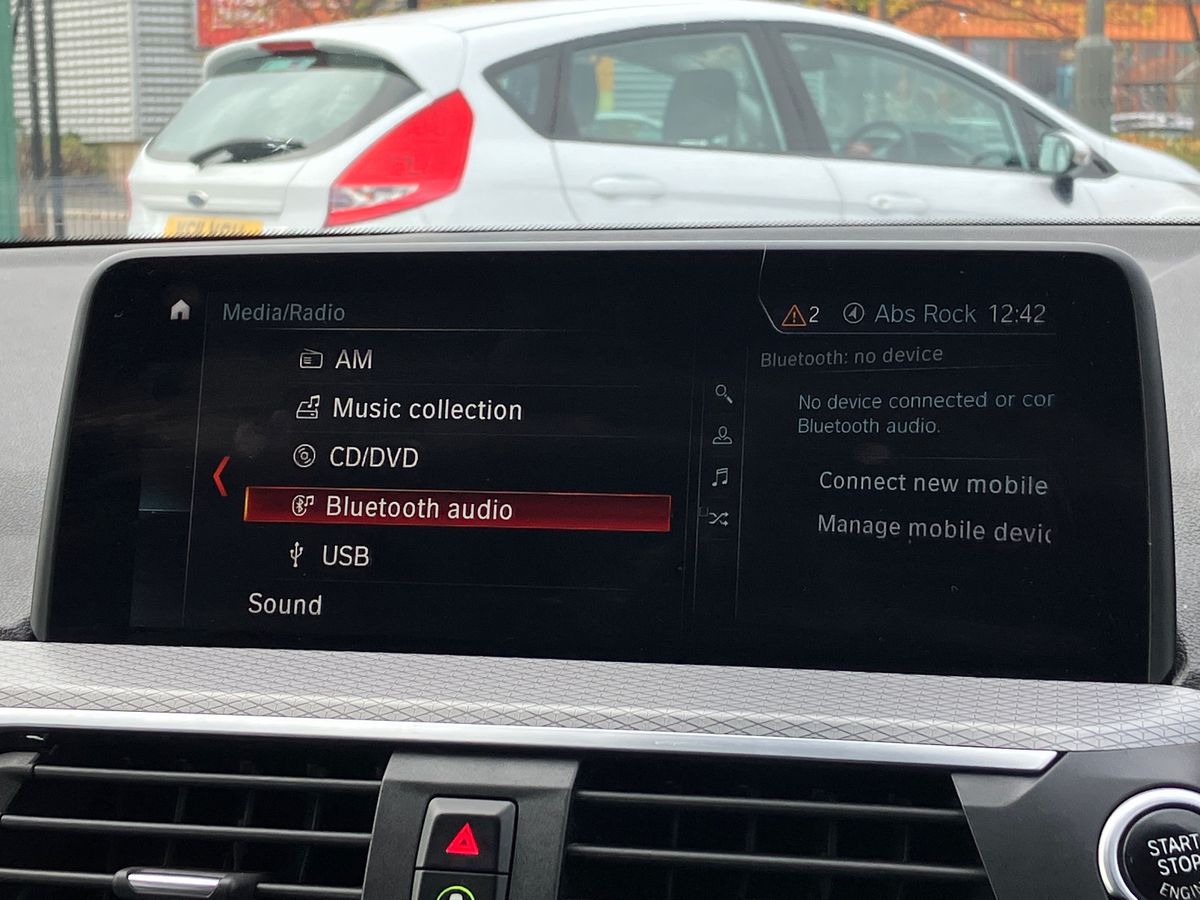 Media/Radio
2 Abs Rock 12:42
AM
Music collection
CD/DVD
Bluetooth audio
USB
Sound
Bluetooth: no device
No device connected or cor
Bluetooth audio.
Connect new mobile
Manage mobile devic
START
STOP
ENGIN